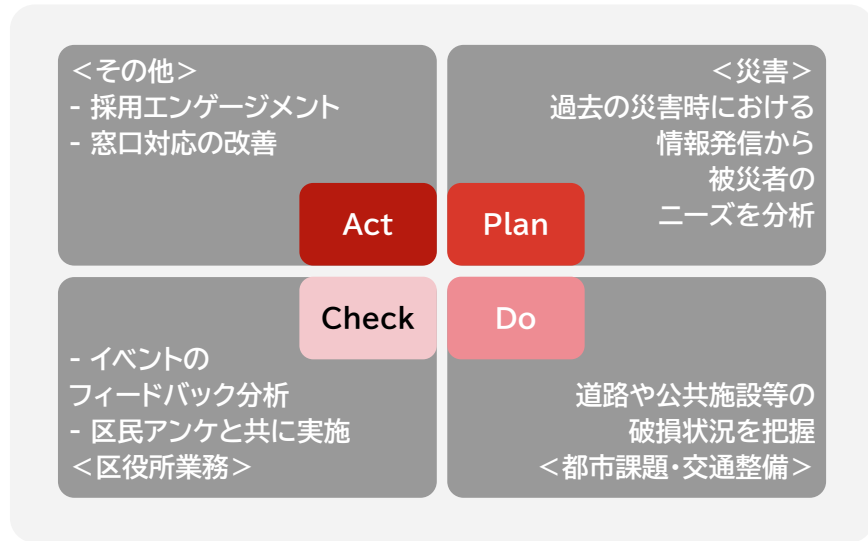 ＜その他＞
- 採用エンゲージメント
- 窓口対応の改善
＜災害＞
過去の災害時における
情報発信から
被災者の
ニーズを分析
Act
Plan
Check
Do
- イベントの
フィードバック分析
- 区民アンケと共に実施
＜区役所業務＞
道路や公共施設等の
破損状況を把握
＜都市課題・交通整備＞